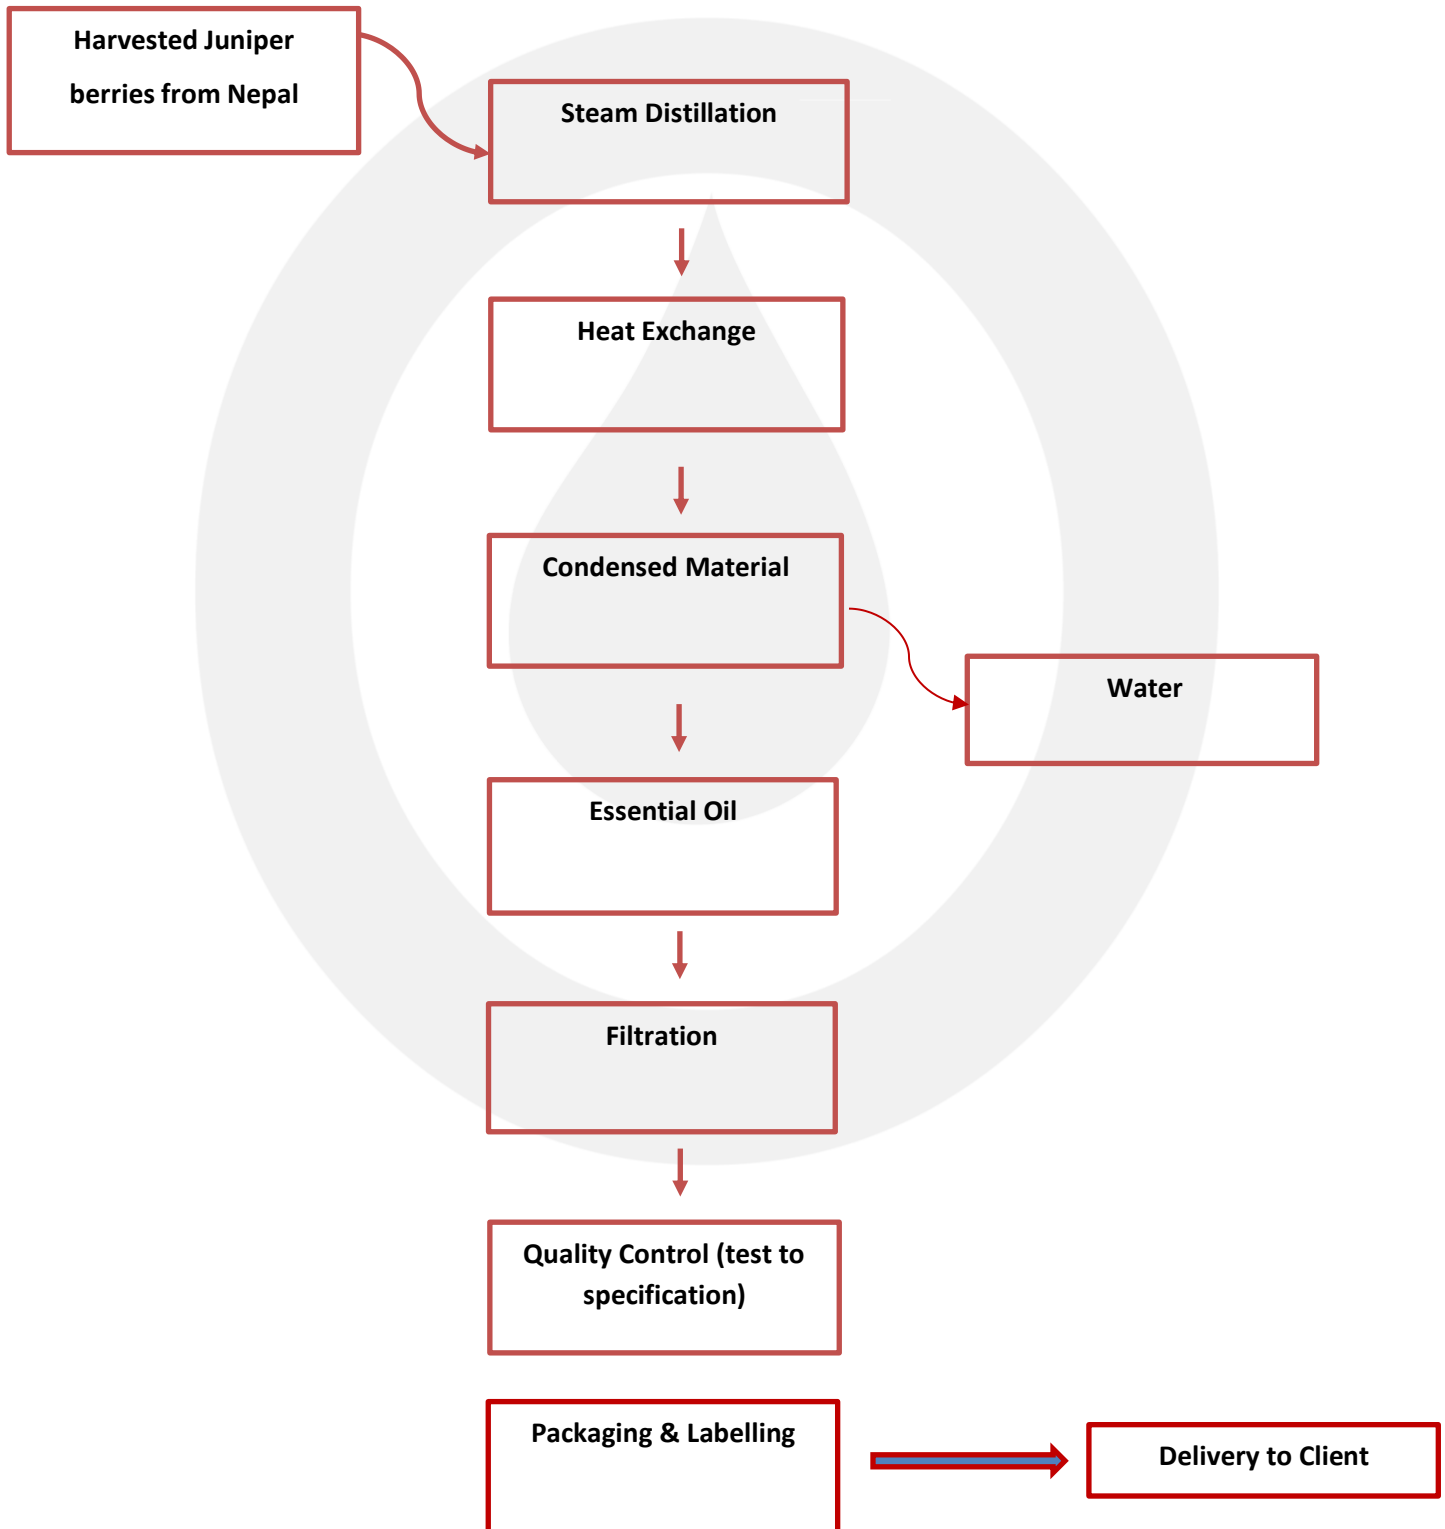 Harvested Juniper
berries from Nepal
Steam Distillation
Heat Exchange
Condensed Material
Water
Essential Oil
Filtration
Quality Control (test to
specification)
Packaging & Labelling
Delivery to Client